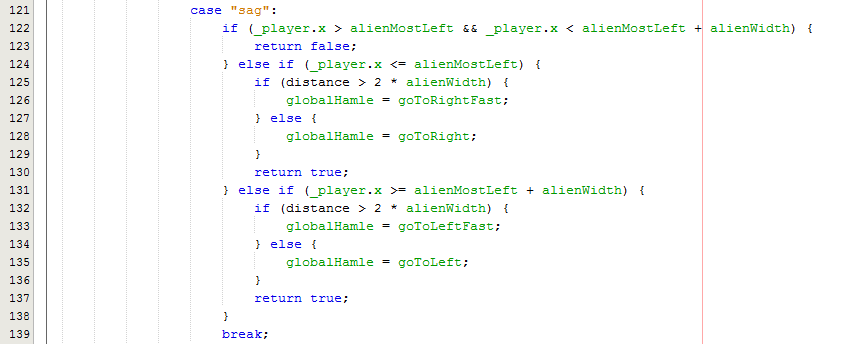 121 case "sag":
122 if (_player.x > alienMostLeft && _player.x < alienMostLeft + alienWidth) {
123 return false;
124 } else if (_player.x <= alienMostLeft) {
125 if (distance > 2 * alienWidth) {
126 globalHamle = goToRightFast;
127 } else {
128 globalHamle = goToRight;
129 }
130 return true;
131 } else if (_player.x >= alienMostLeft + alienWidth) {
132 if (distance > 2 * alienWidth) {
133 globalHamle = goToLeftFast;
134 } else {
135 globalHamle = goToLeft;
136 }
137 return true;
138 }
139 break;